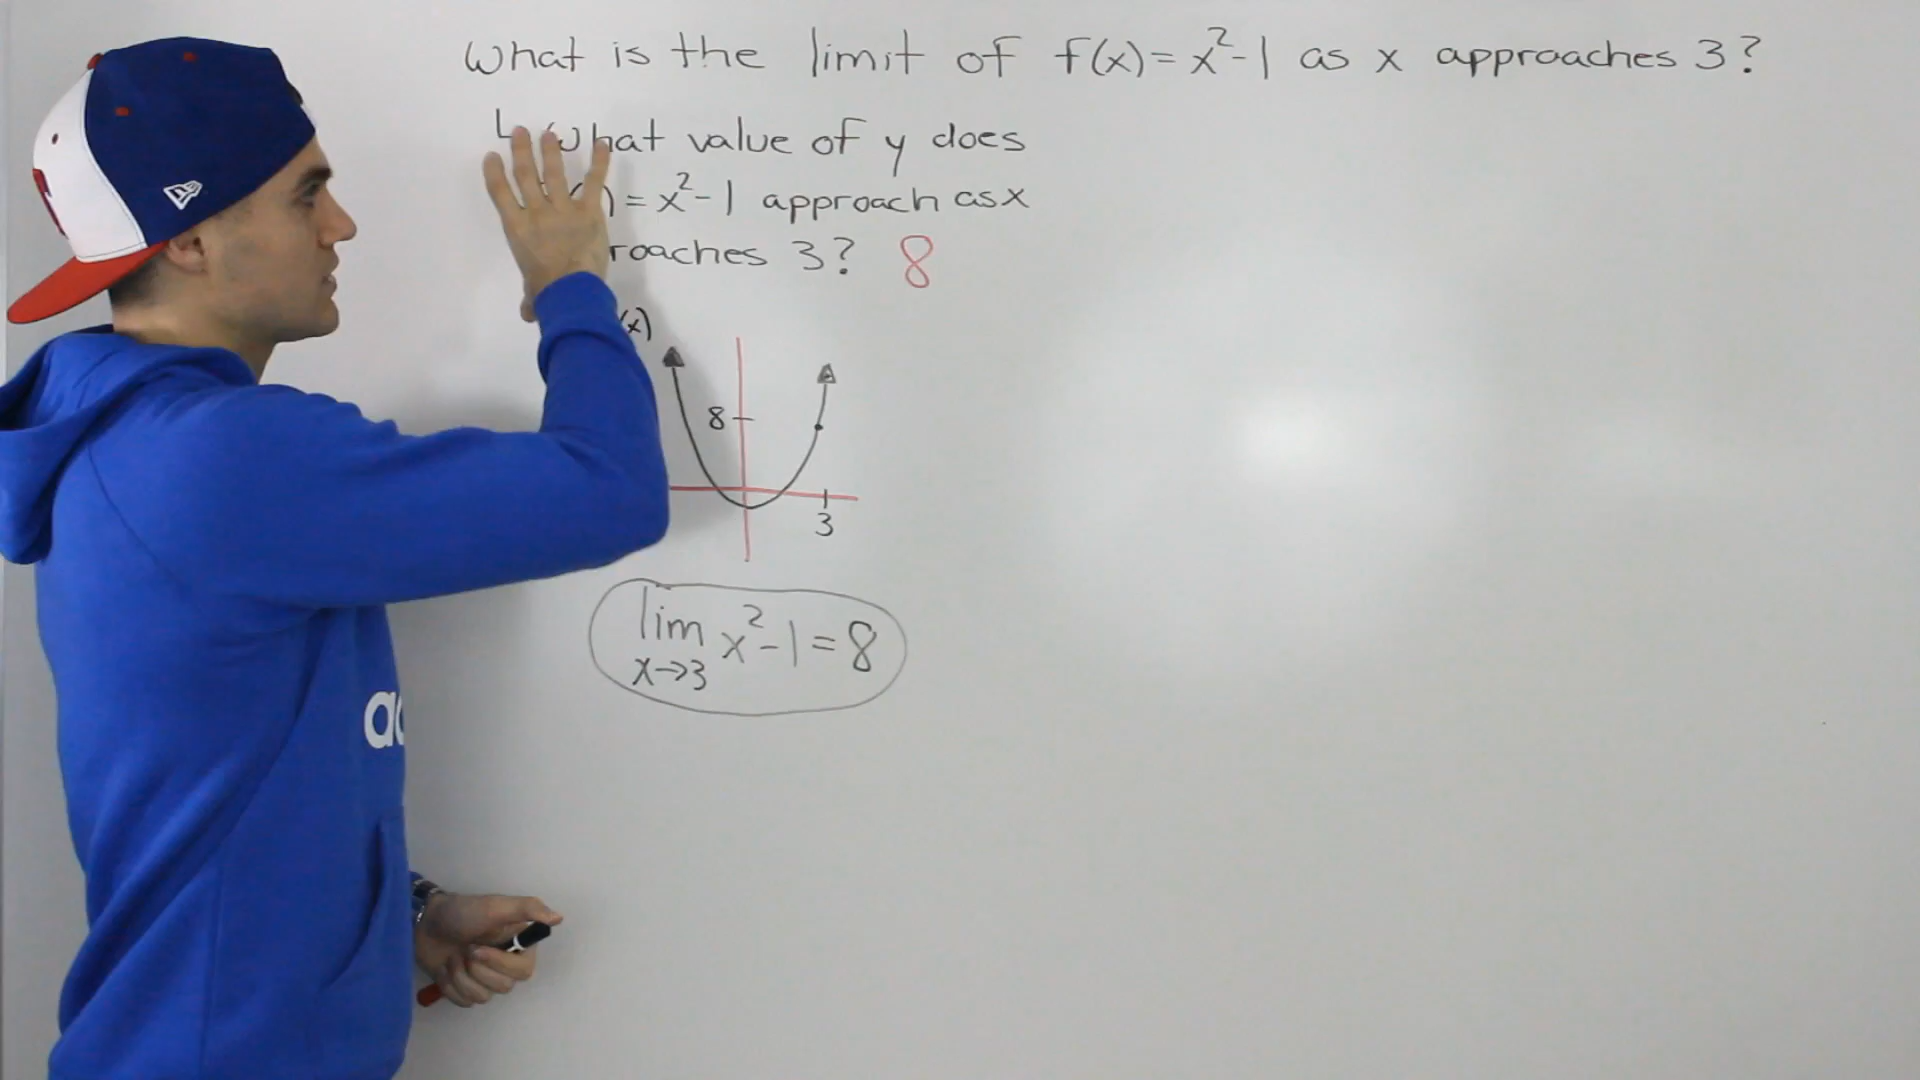 What is the limit of f(x) = x² - 1 as x approaches 3?
↳ What value of y does
) = x² - 1 approach as x
roaches 3? 8
(x)
8
3
lim x² - 1 = 8
x→3